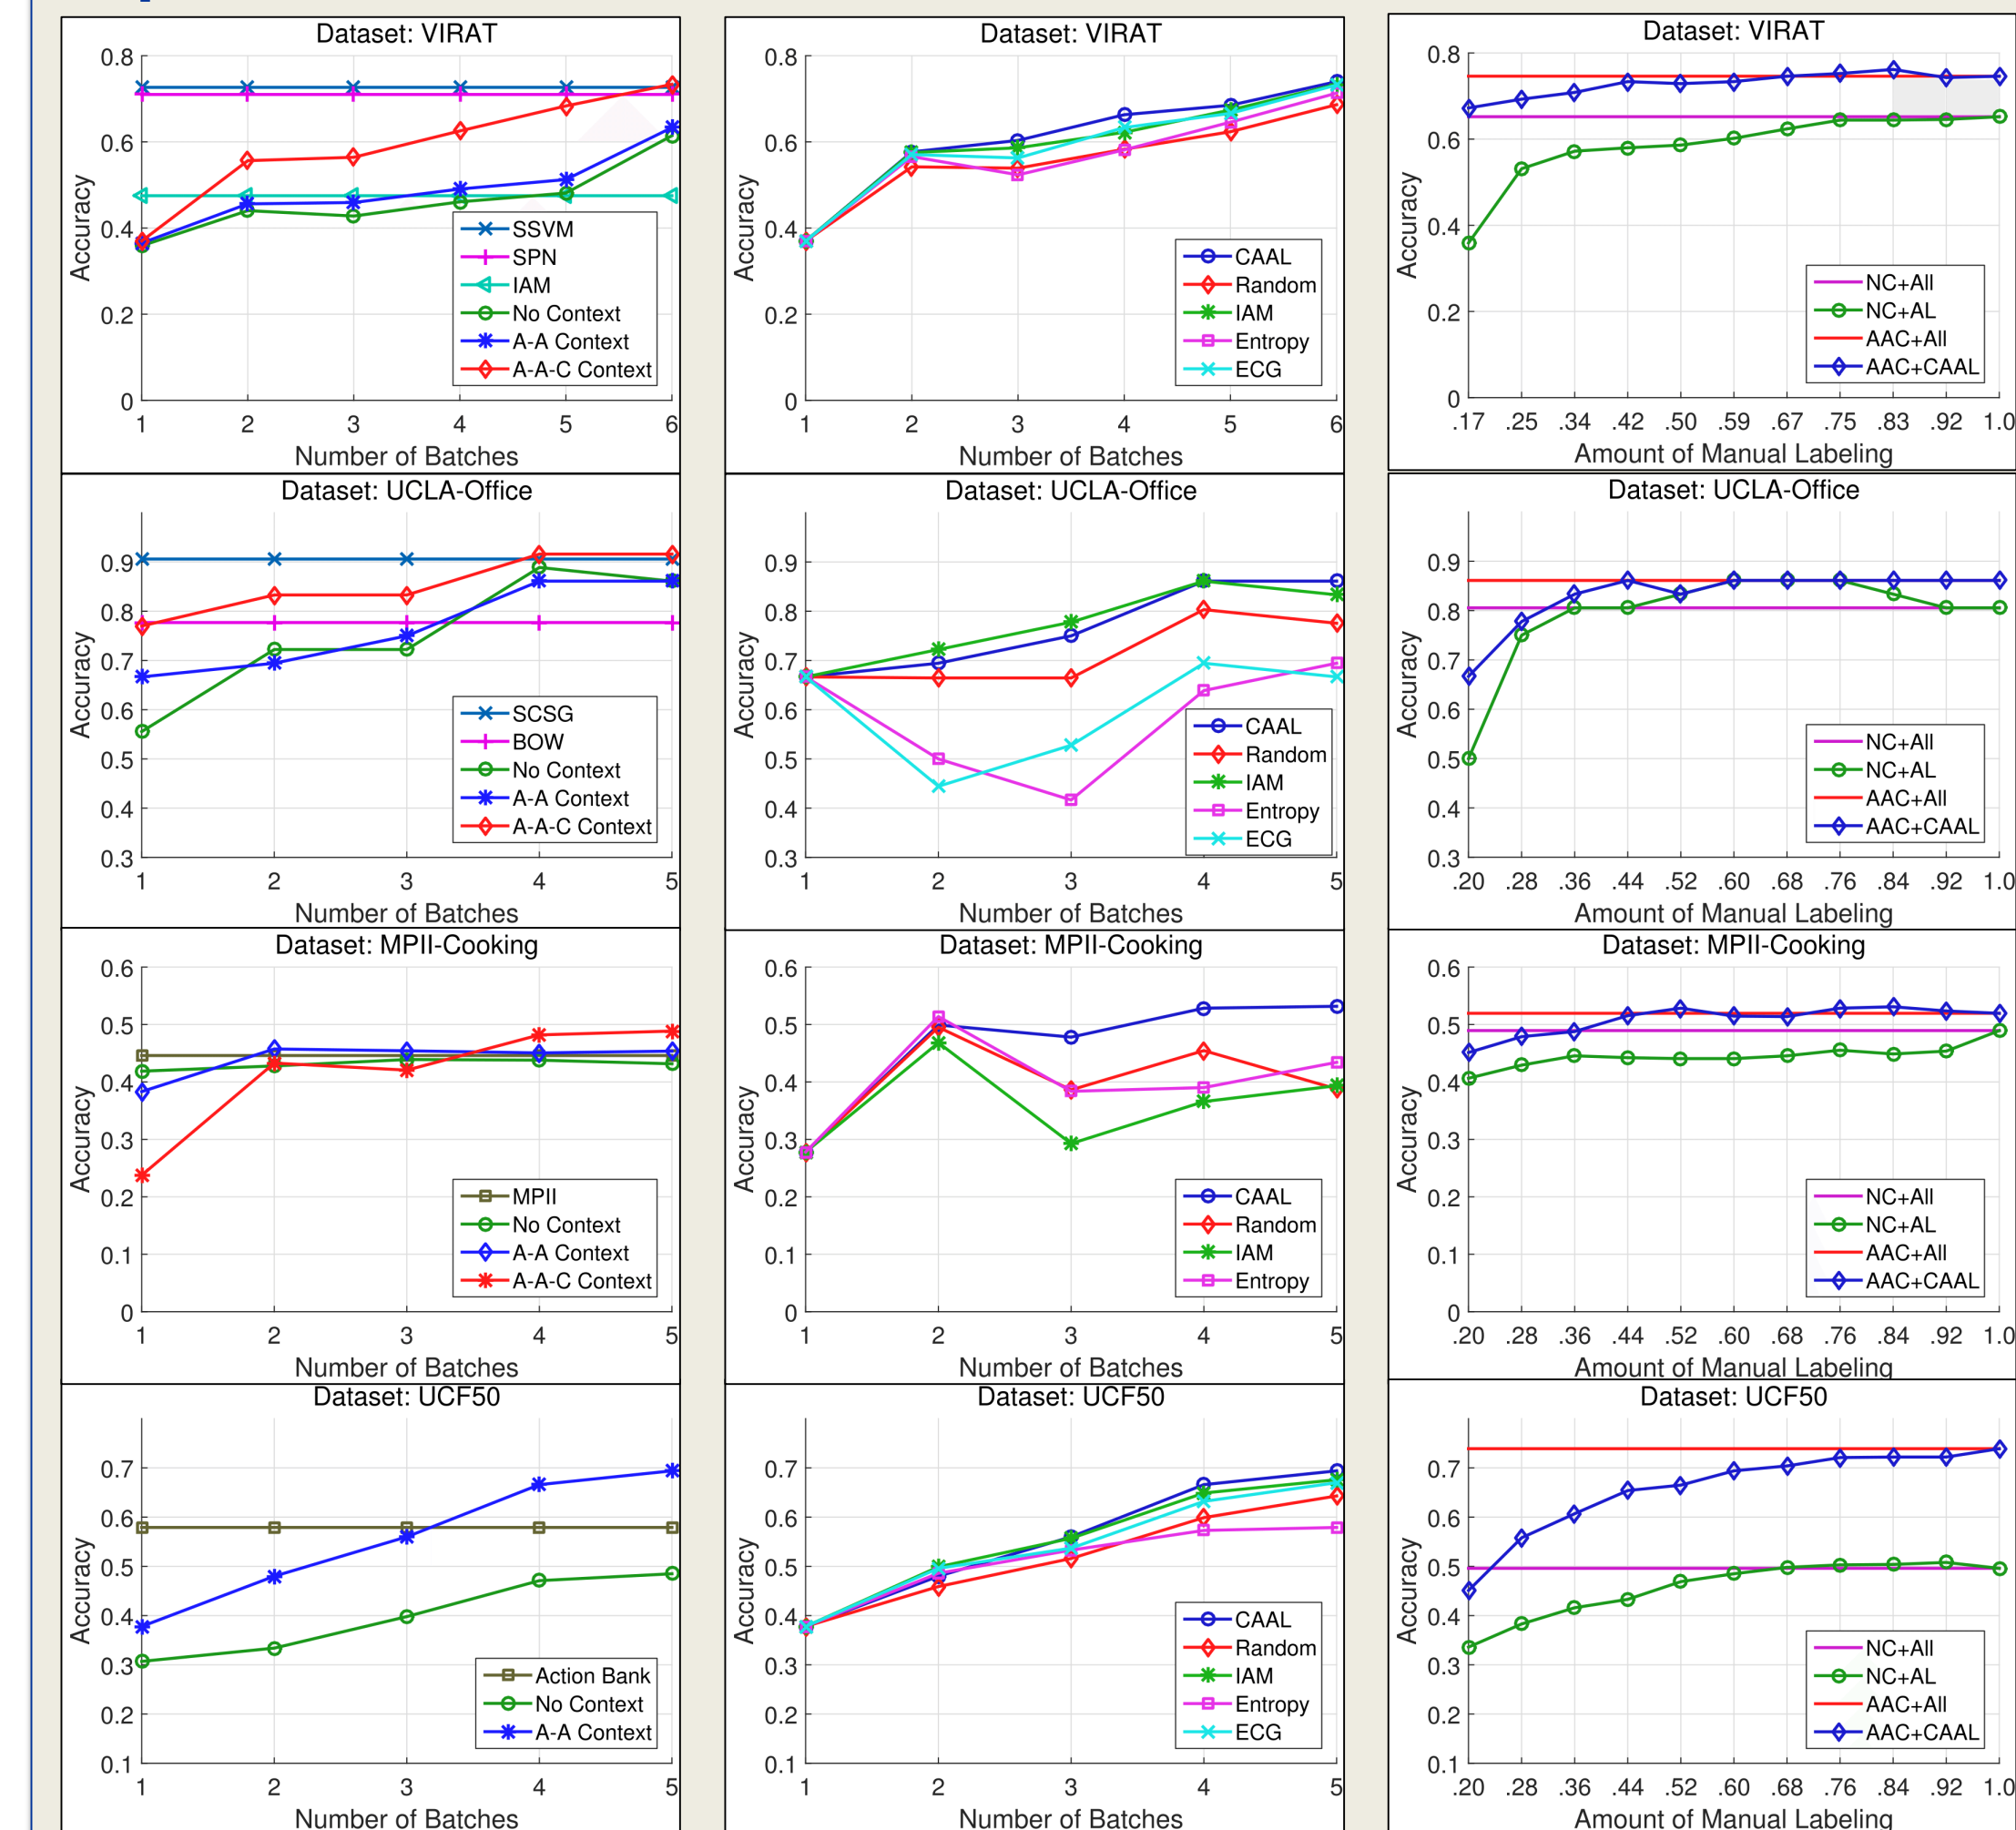 Dataset: VIRAT
0.8
0.6
0.4
0.2
0
Accuracy
SSVM
SPN
IAM
No Context
A-A Context
A-A-C Context
1 2 3 4 5 6
Number of Batches
Dataset: VIRAT
0.8
0.6
0.4
0.2
0
Accuracy
CAAL
Random
IAM
Entropy
ECG
1 2 3 4 5 6
Number of Batches
Dataset: VIRAT
0.8
0.6
0.4
0.2
0
Accuracy
NC+All
NC+AL
AAC+All
AAC+CAAL
.17 .25 .34 .42 .50 .59 .67 .75 .83 .92 1.0
Amount of Manual Labeling
Dataset: UCLA-Office
0.9
0.8
0.7
0.6
0.5
0.4
0.3
Accuracy
SCSG
BOW
No Context
A-A Context
A-A-C Context
1 2 3 4 5
Number of Batches
Dataset: UCLA-Office
0.9
0.8
0.7
0.6
0.5
0.4
0.3
Accuracy
CAAL
Random
IAM
Entropy
ECG
1 2 3 4 5
Number of Batches
Dataset: UCLA-Office
0.9
0.8
0.7
0.6
0.5
0.4
0.3
Accuracy
NC+All
NC+AL
AAC+All
AAC+CAAL
.20 .28 .36 .44 .52 .60 .68 .76 .84 .92 1.0
Amount of Manual Labeling
Dataset: MPII-Cooking
0.6
0.5
0.4
0.3
0.2
0.1
0
Accuracy
MPII
No Context
A-A Context
A-A-C Context
1 2 3 4 5
Number of Batches
Dataset: MPII-Cooking
0.6
0.5
0.4
0.3
0.2
0.1
0
Accuracy
CAAL
Random
IAM
Entropy
1 2 3 4 5
Number of Batches
Dataset: MPII-Cooking
0.6
0.5
0.4
0.3
0.2
0.1
0
Accuracy
NC+All
NC+AL
AAC+All
AAC+CAAL
.20 .28 .36 .44 .52 .60 .68 .76 .84 .92 1.0
Amount of Manual Labeling
Dataset: UCF50
0.7
0.6
0.5
0.4
0.3
0.2
0.1
Accuracy
Action Bank
No Context
A-A Context
1 2 3 4 5
Number of Batches
Dataset: UCF50
0.7
0.6
0.5
0.4
0.3
0.2
0.1
Accuracy
CAAL
Random
IAM
Entropy
ECG
1 2 3 4 5
Number of Batches
Dataset: UCF50
0.7
0.6
0.5
0.4
0.3
0.2
0.1
Accuracy
NC+All
NC+AL
AAC+All
AAC+CAAL
.20 .28 .36 .44 .52 .60 .68 .76 .84 .92 1.0
Amount of Manual Labeling